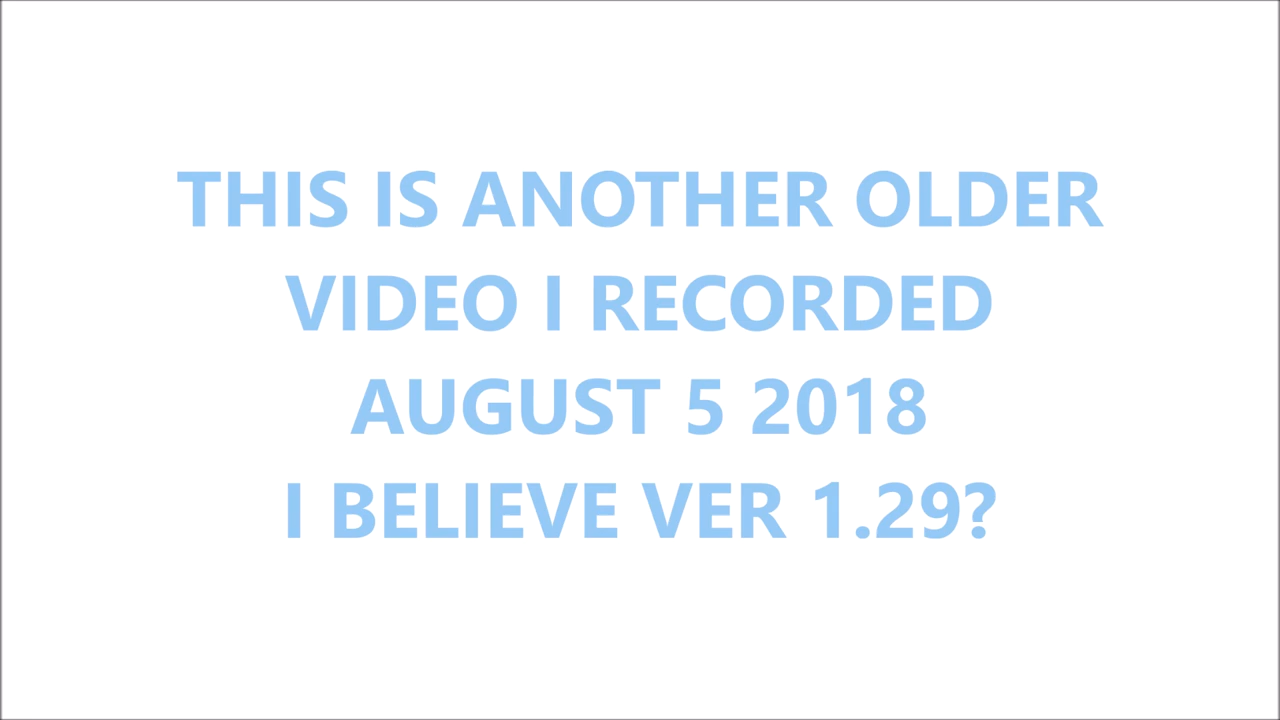 THIS IS ANOTHER OLDER
VIDEO I RECORDED
AUGUST 5 2018
I BELIEVE VER 1.29?